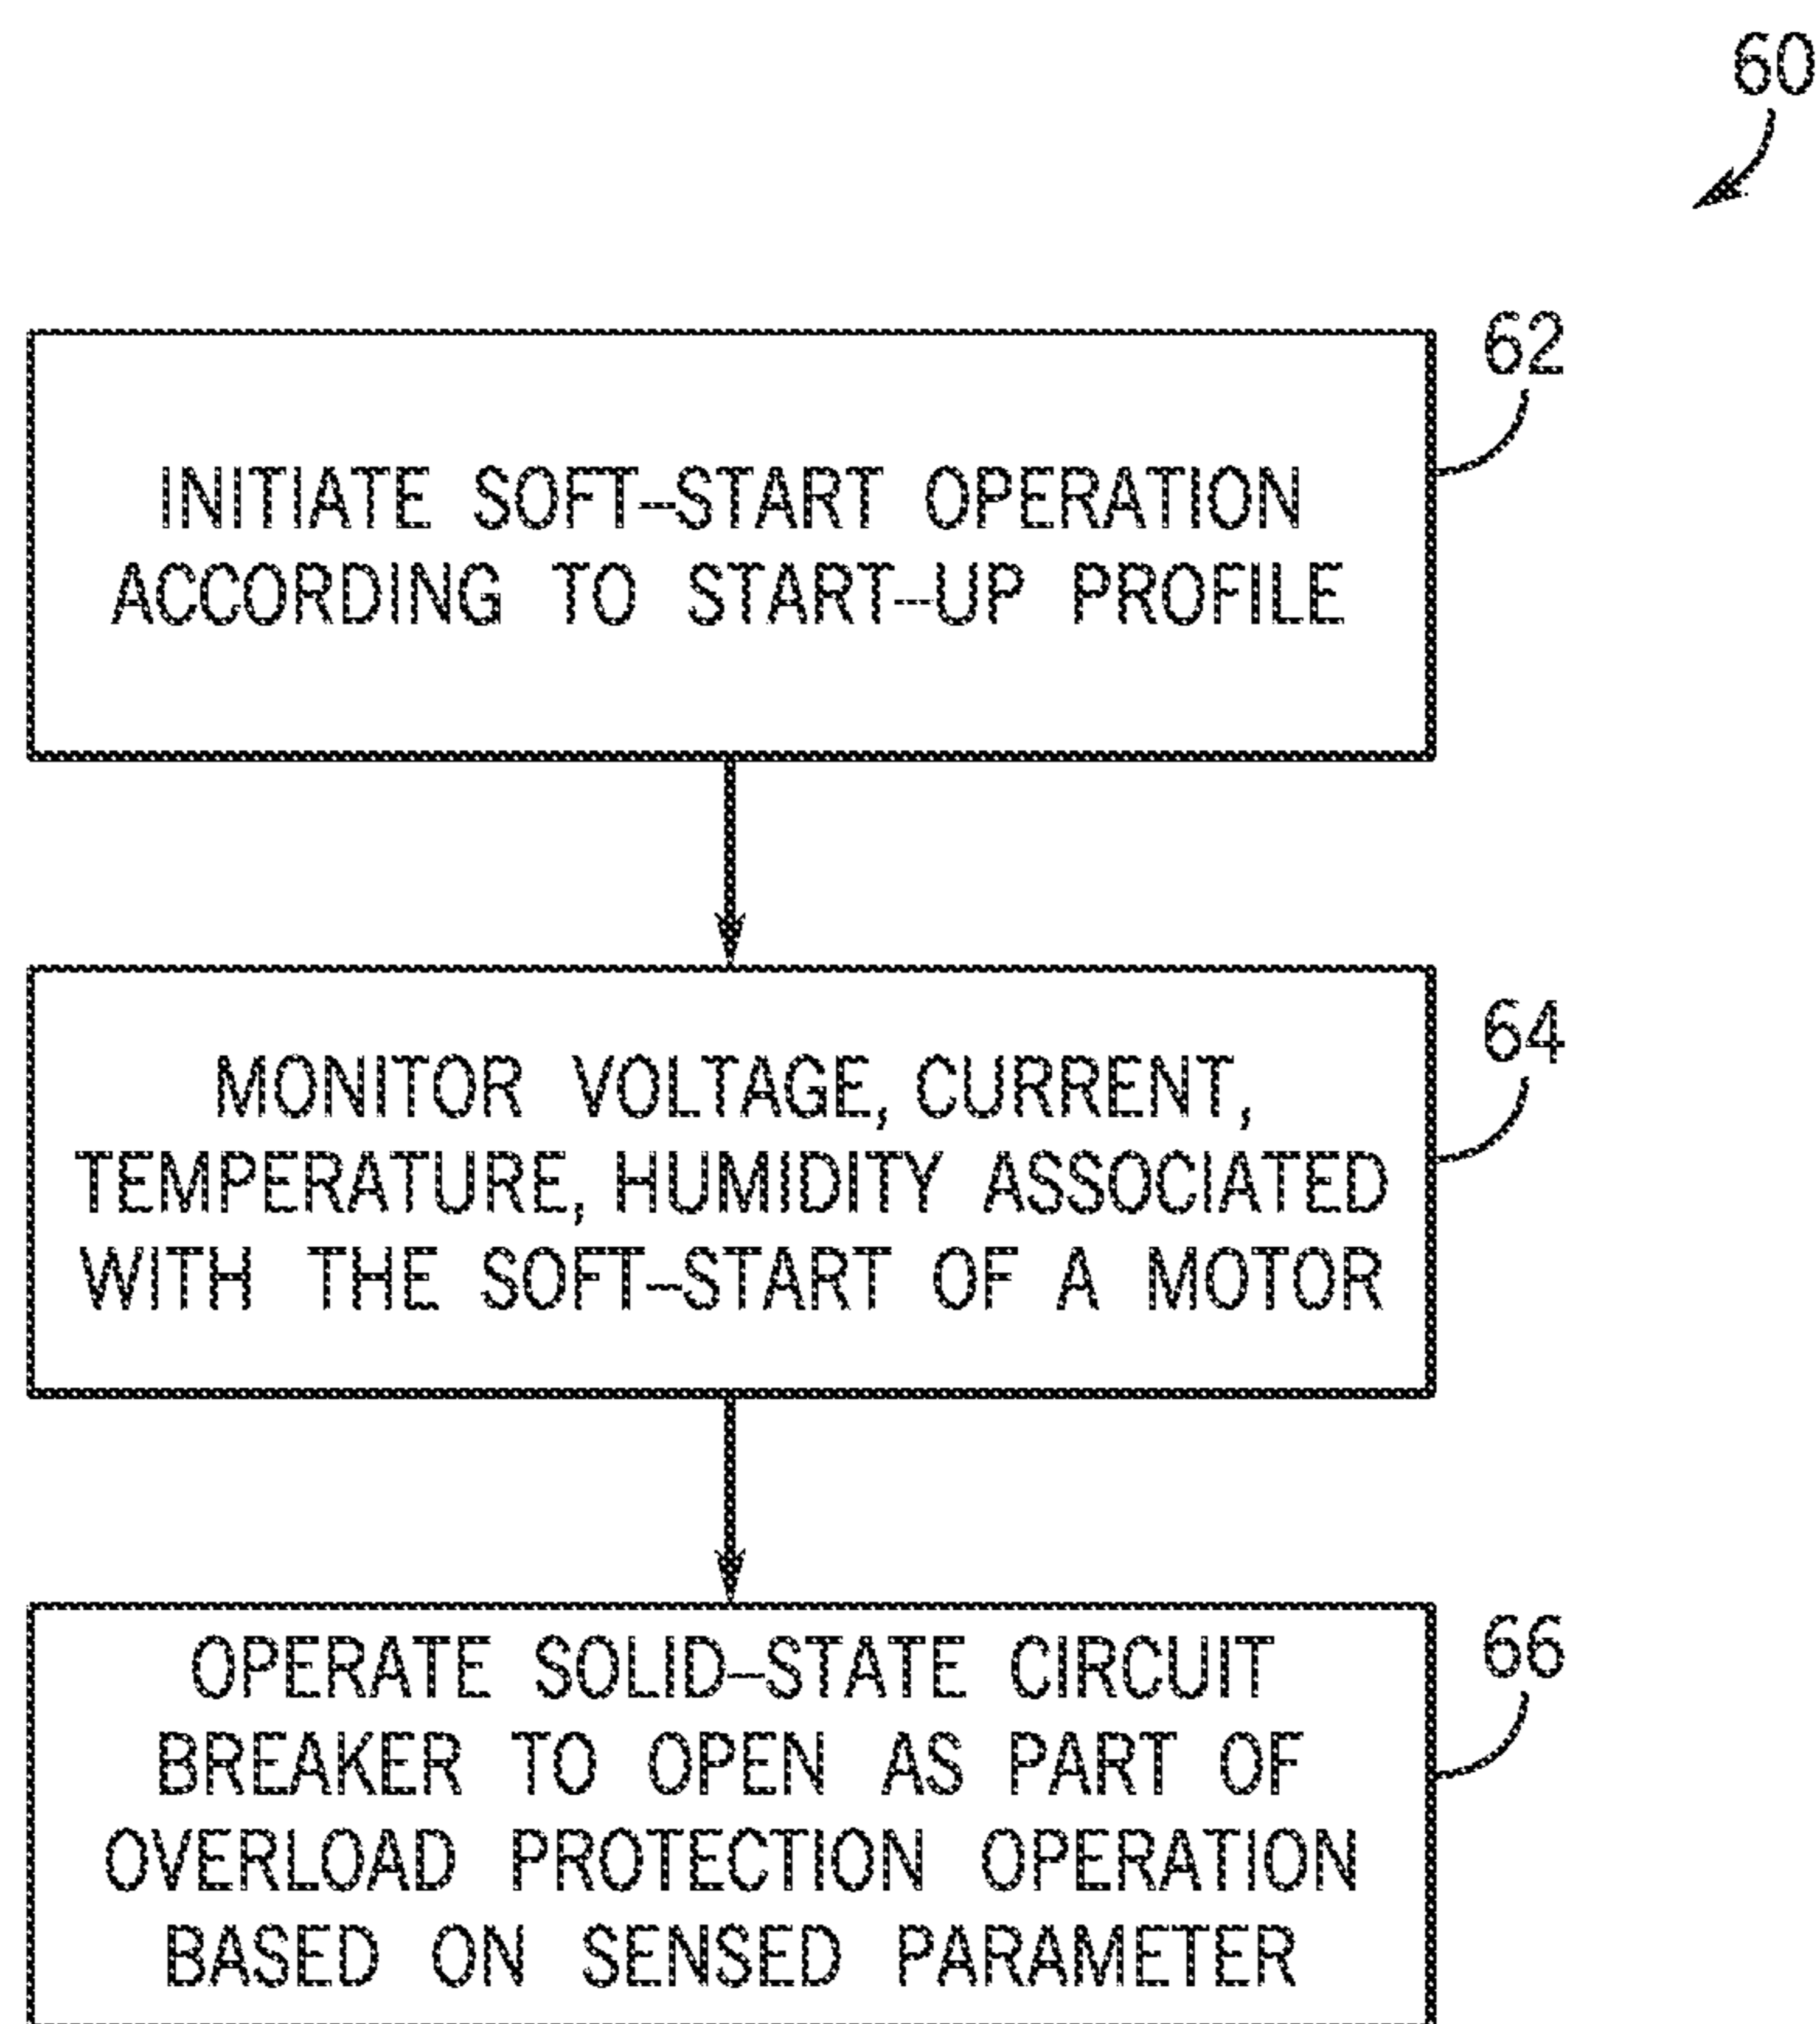 60
62
INITIATE SOFT-START OPERATION
ACCORDING TO START-UP PROFILE
64
MONITOR VOLTAGE, CURRENT,
TEMPERATURE, HUMIDITY ASSOCIATED
WITH THE SOFT-START OF A MOTOR
66
OPERATE SOLID-STATE CIRCUIT
BREAKER TO OPEN AS PART OF
OVERLOAD PROTECTION OPERATION
BASED ON SENSED PARAMETER